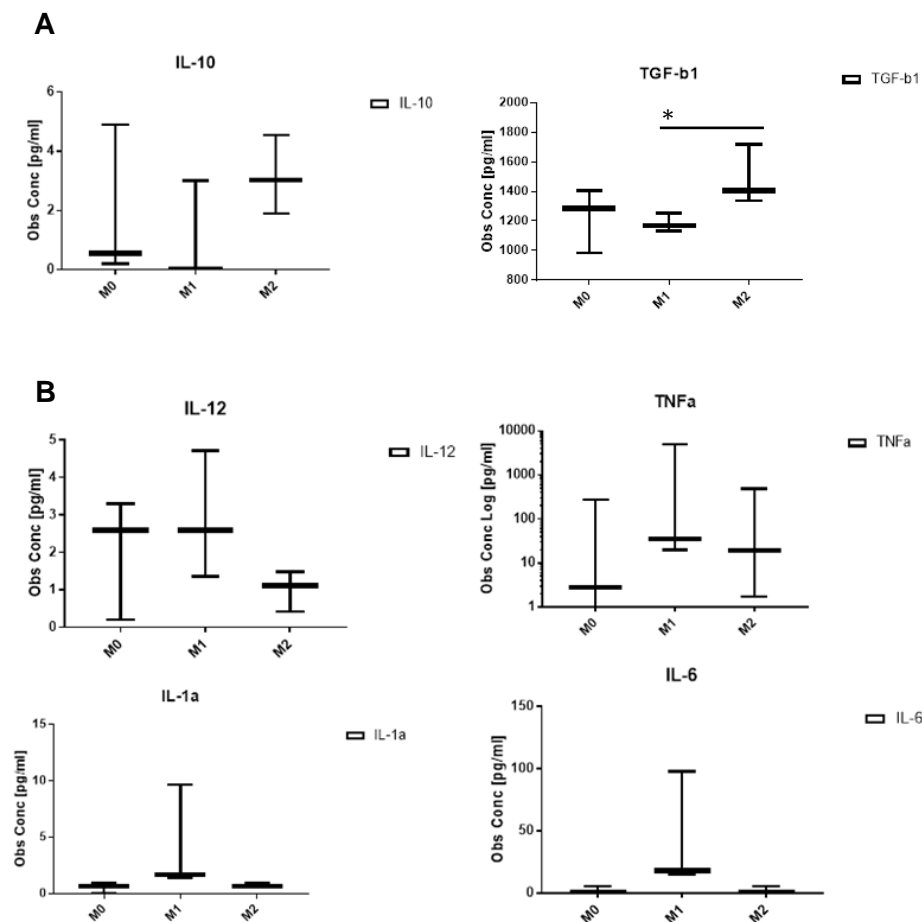 A
IL-10
IL-10
Obs Conc [pg/ml]
6
4
2
0
M0
M1
M2
TGF-b1
TGF-b1
*
Obs Conc [pg/ml]
2000
1800
1600
1400
1200
1000
800
M0
M1
M2
B
IL-12
IL-12
Obs Conc [pg/ml]
5
4
3
2
1
0
M0
M1
M2
TNFa
TNFa
Obs Conc Log [pg/ml]
10000
1000
100
10
1
M0
M1
M2
IL-1a
IL-1a
Obs Conc [pg/ml]
15
10
5
0
M0
M1
M2
IL-6
IL-6
Obs Conc [pg/ml]
150
100
50
0
M0
M1
M2